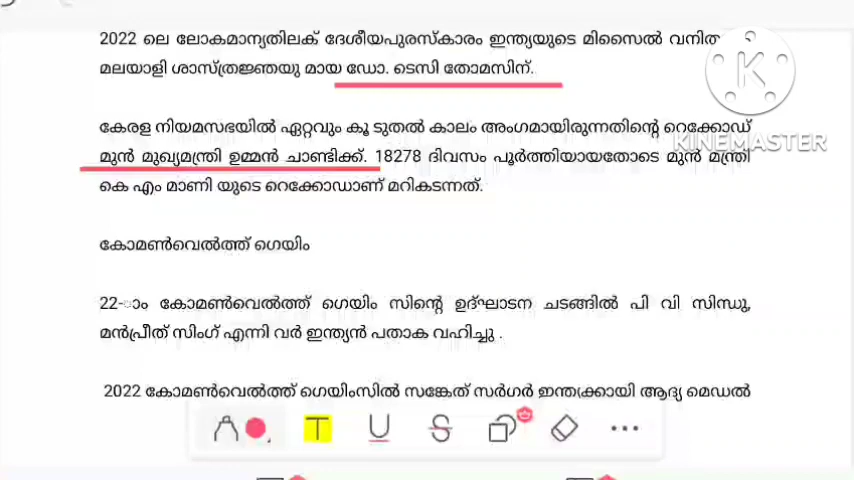 2022 ലെ ലോകമാന്യതിലക് ദേശീയപുരസ്കാരം ഇന്ത്യയുടെ മിസൈൽ
മലയാളി ശാസ്ത്രജ്ഞയു മായ ഡോ. ടെസി തോമസിന്.
കേരള നിയമസഭയിൽ ഏറ്റവും കൂ ടുതൽ കാലം അംഗമായിരുന്നതിന്റെ റെക്കോഡ്
മുൻ മുഖ്യമന്ത്രി ഉമ്മൻ ചാണ്ടിക്ക്. 18278 ദിവസം പൂർത്തിയായതോടെ മുൻ മന്ത്രി
കെ എം മാണി യുടെ റെക്കോഡാണ് മറികടന്നത്.
കോമൺവെൽത്ത് ഗെയിം
22-ാം കോമൺവെൽത്ത് ഗെയിം സിന്റെ ഉദ്ഘാടന ചടങ്ങിൽ പി വി സിന്ധു,
മൻപ്രീത് സിംഗ് എന്നി വർ ഇന്ത്യൻ പതാക വഹിച്ചു .
2022 കോമൺവെൽത്ത് ഗെയിംസിൽ സങ്കേത് സർഗർ ഇന്ത്യക്കായി ആദ്യ മെഡൽ
KINEMASTER